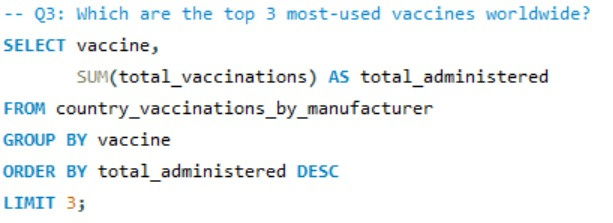 -- Q3: Which are the top 3 most-used vaccines worldwide?
SELECT vaccine,
       SUM(total_vaccinations) AS total_administered
FROM country_vaccinations_by_manufacturer
GROUP BY vaccine
ORDER BY total_administered DESC
LIMIT 3;